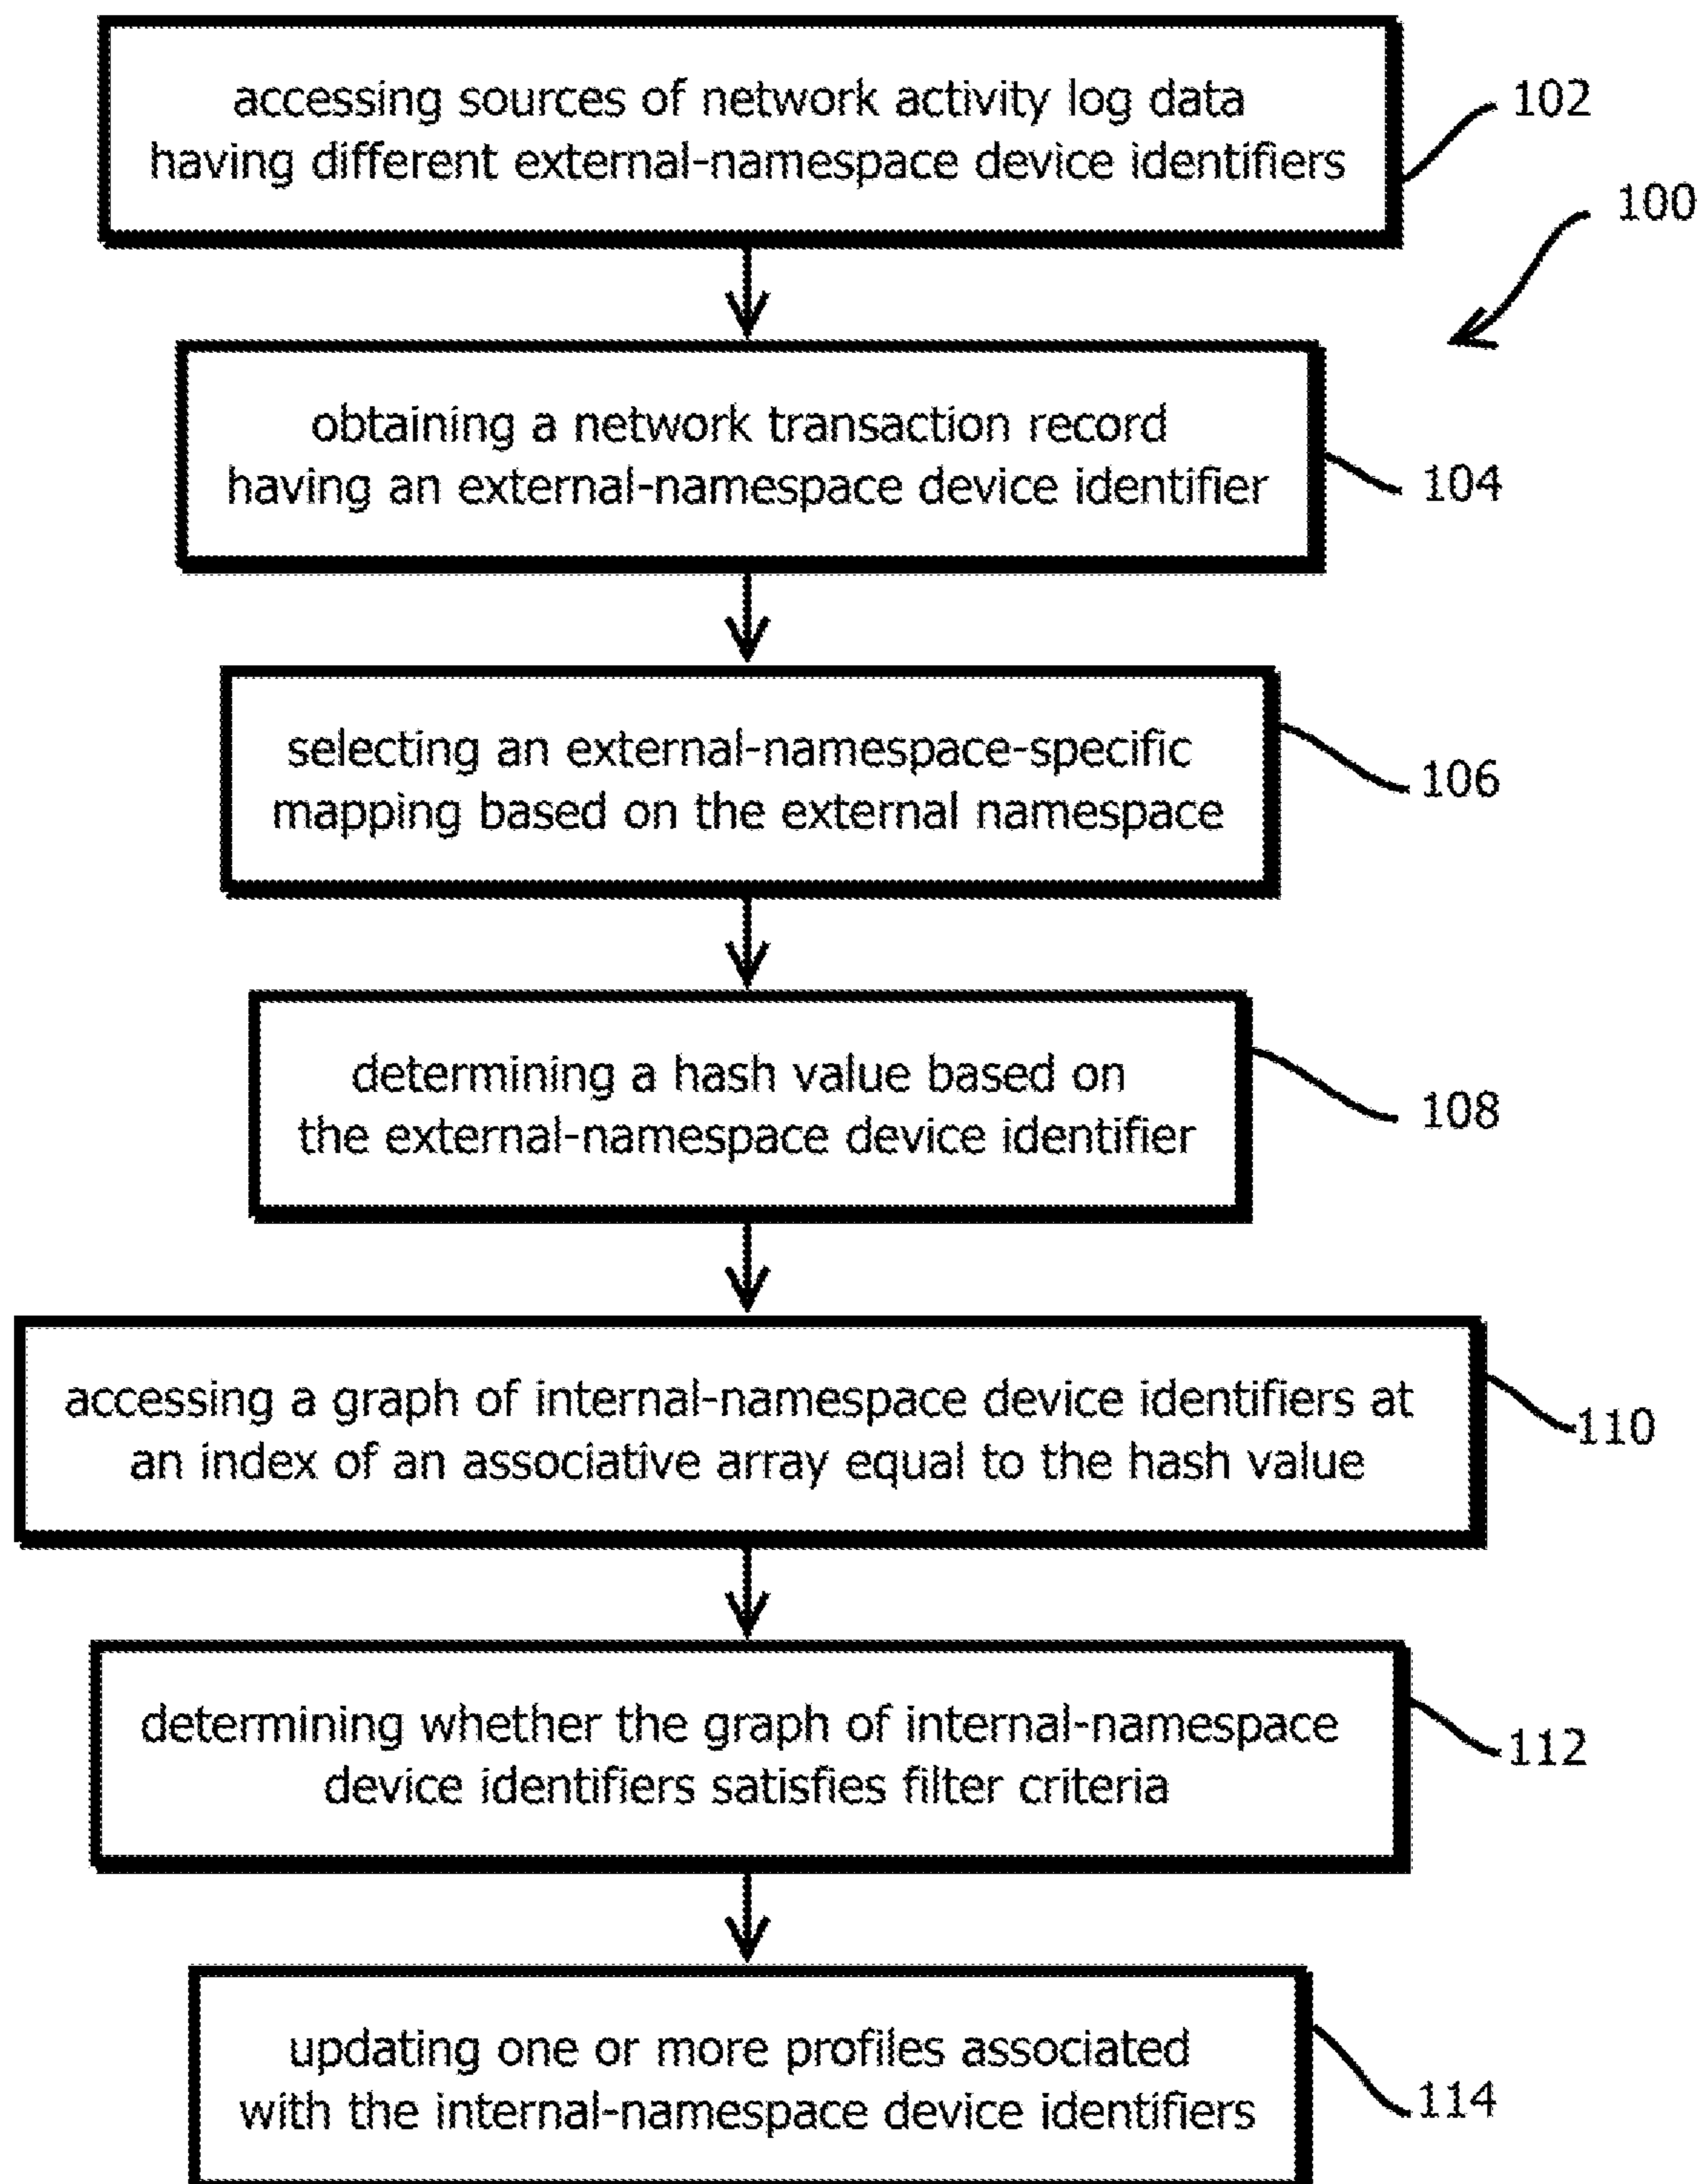 accessing sources of network activity log data
having different external-namespace device identifiers
102
100
obtaining a network transaction record
having an external-namespace device identifier
104
selecting an external-namespace-specific
mapping based on the external namespace
106
determining a hash value based on
the external-namespace device identifier
108
accessing a graph of internal-namespace device identifiers at
an index of an associative array equal to the hash value
110
determining whether the graph of internal-namespace
device identifiers satisfies filter criteria
112
updating one or more profiles associated
with the internal-namespace device identifiers
114